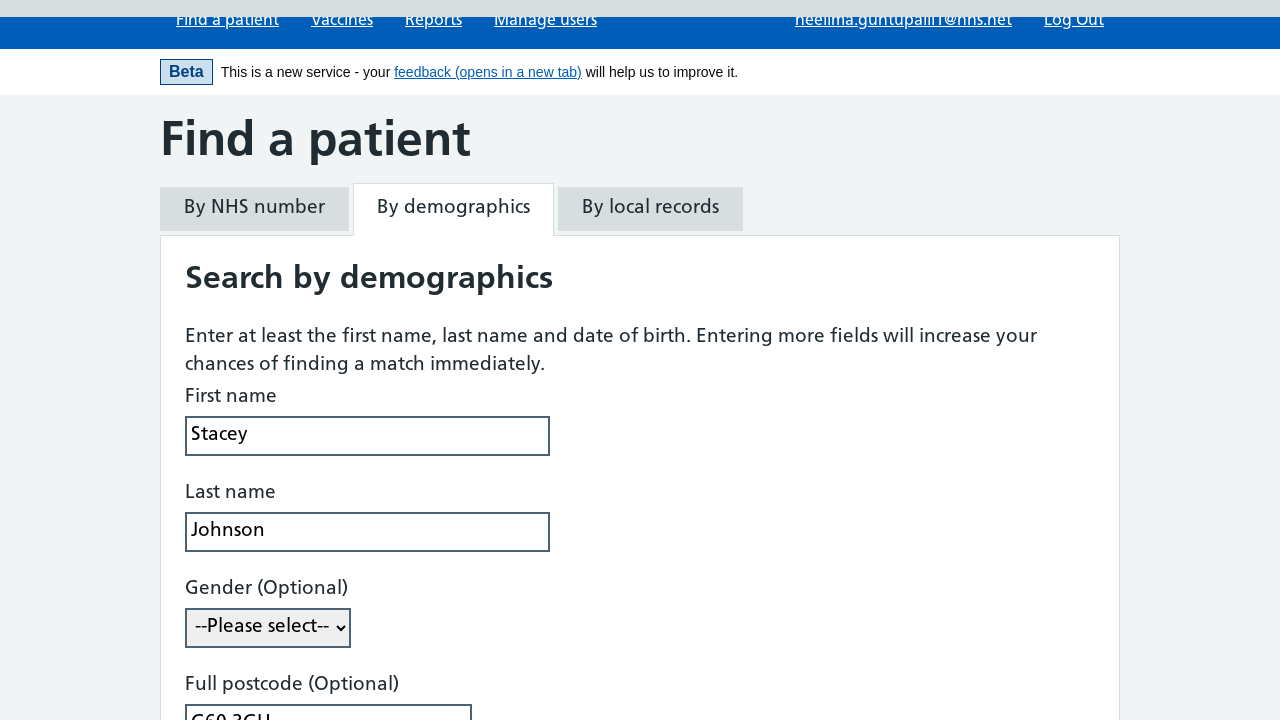 Find a patient Vaccines Reports Manage users neelima.guntupalli1@nhs.net Log Out
Beta This is a new service - your feedback (opens in a new tab) will help us to improve it.
Find a patient
By NHS number By demographics By local records
Search by demographics
Enter at least the first name, last name and date of birth. Entering more fields will increase your
chances of finding a match immediately.
First name
Stacey
Last name
Johnson
Gender (Optional)
--Please select--
Full postcode (Optional)